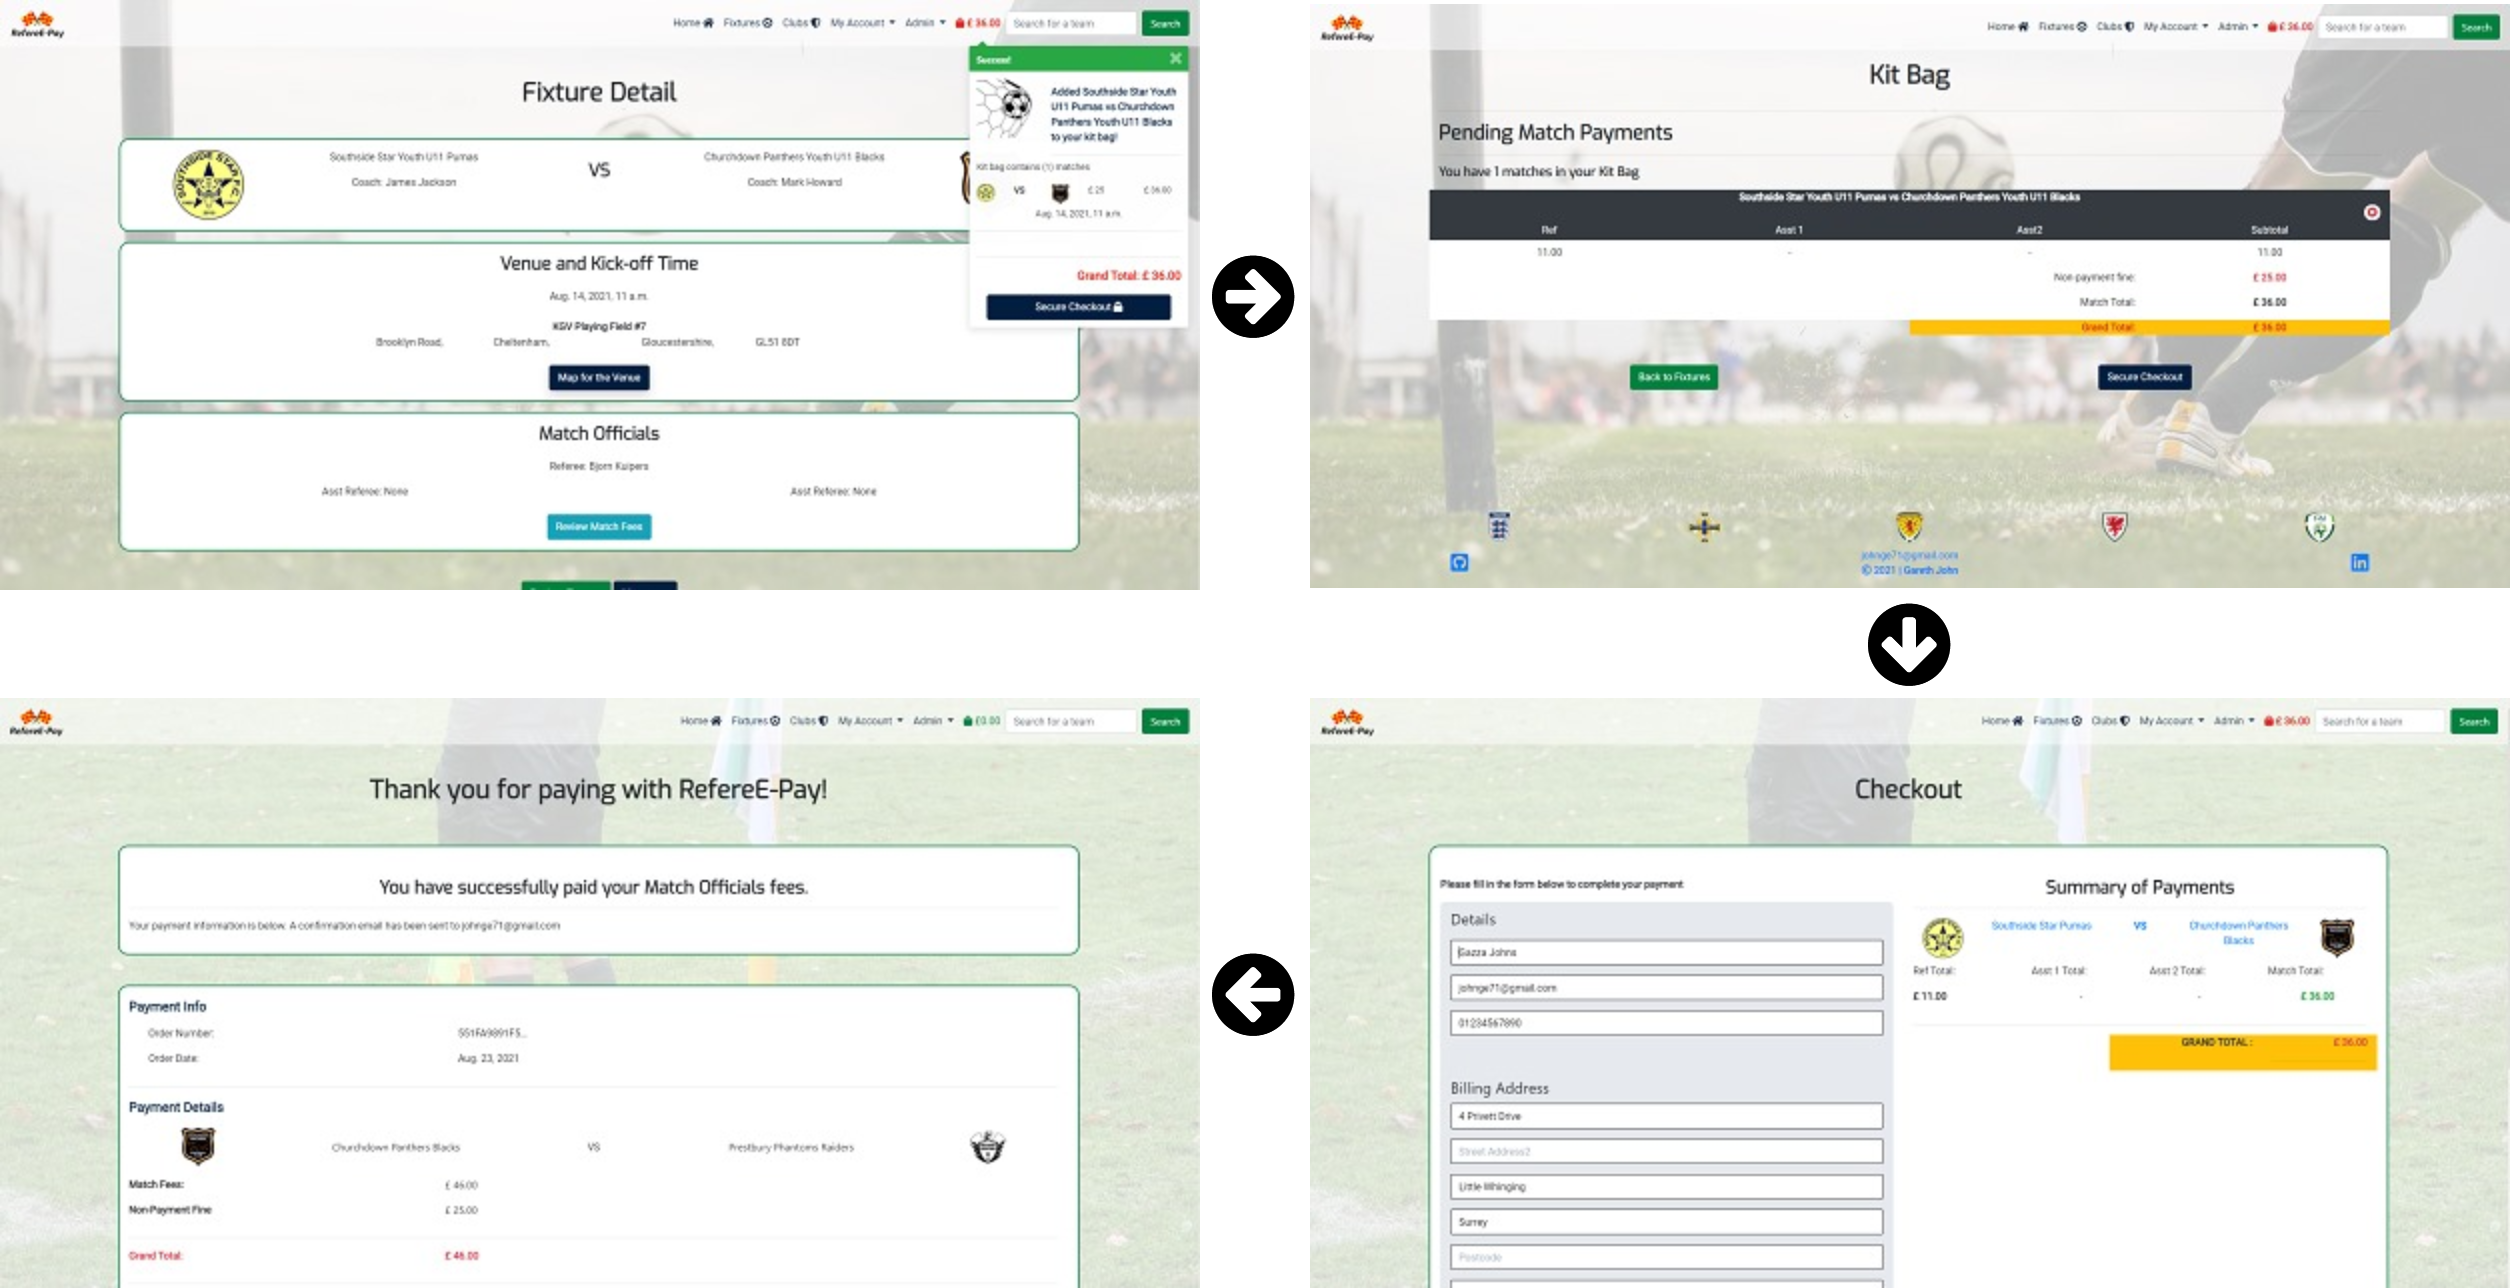 RefereE-Pay
Home Fixtures Clubs My Account Admin £ 36.00 Search for a team Search
Fixture Detail
Success!
Added Southside Star Youth
U11 Pumas vs Churchdown
Panthers Youth U11 Blacks
to your kit bag!
Kit bag contains (1) matches
VS £ 25 £ 36.00
Aug. 14, 2021, 11 a.m.
Grand Total: £ 36.00
Secure Checkout
SOUTHSIDE STAR F.C.
Southside Star Youth U11 Pumas
Coach: James Jackson
VS
Churchdown Panthers Youth U11 Blacks
Coach: Mark Howard
Venue and Kick-off Time
Aug. 14, 2021, 11 a.m.
KGV Playing Field #7
Brooklyn Road, Cheltenham, Gloucestershire, GL51 8DT
Map for the Venue
Match Officials
Referee: Bjorn Kuipers
Asst Referee: None Asst Referee: None
Review Match Fees
RefereE-Pay
Home Fixtures Clubs My Account Admin £ 36.00 Search for a team Search
Kit Bag
Pending Match Payments
You have 1 matches in your Kit Bag
Southside Star Youth U11 Pumas vs Churchdown Panthers Youth U11 Blacks
Ref Asst 1 Asst2 Subtotal
11.00 - - 11.00
Non-payment fine: £ 25.00
Match Total: £ 36.00
Grand Total: £ 36.00
Back to Fixtures Secure Checkout
johnge71@gmail.com
© 2021 | Gareth John
in
RefereE-Pay
Home Fixtures Clubs My Account Admin £ 36.00 Search for a team Search
Checkout
Please fill in the form below to complete your payment
Details
Gazza Johns
johnge71@gmail.com
01234567890
Billing Address
4 Privett Drive
Street Address2
Little Whinging
Surrey
Postcode
Summary of Payments
Southside Star Pumas VS Churchdown Panthers
Blacks
Ref Total: Asst 1 Total: Asst 2 Total: Match Total:
£ 11.00 - - £ 36.00
GRAND TOTAL : £ 36.00
RefereE-Pay
Home Fixtures Clubs My Account Admin £0.00 Search for a team Search
Thank you for paying with RefereE-Pay!
You have successfully paid your Match Officials fees.
Your payment information is below. A confirmation email has been sent to johnge71@gmail.com
Payment Info
Order Number: 551FA9891F5...
Order Date: Aug. 23, 2021
Payment Details
Churchdown Panthers Blacks VS Prestbury Phantoms Raiders
Match Fees: £ 46.00
Non-Payment Fine £ 25.00
Grand Total: £ 46.00